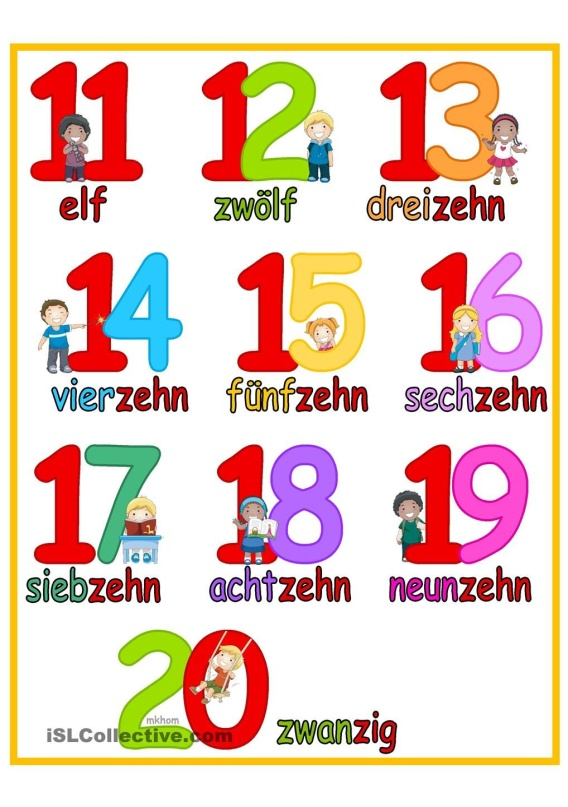 11 12 13
elf zwölf dreizehn
14 15 16
vierzehn fünfzehn sechzehn
17 18 19
siebzehn achtzehn neunzehn
20
mkhom
iSLCollective.com zwanzig